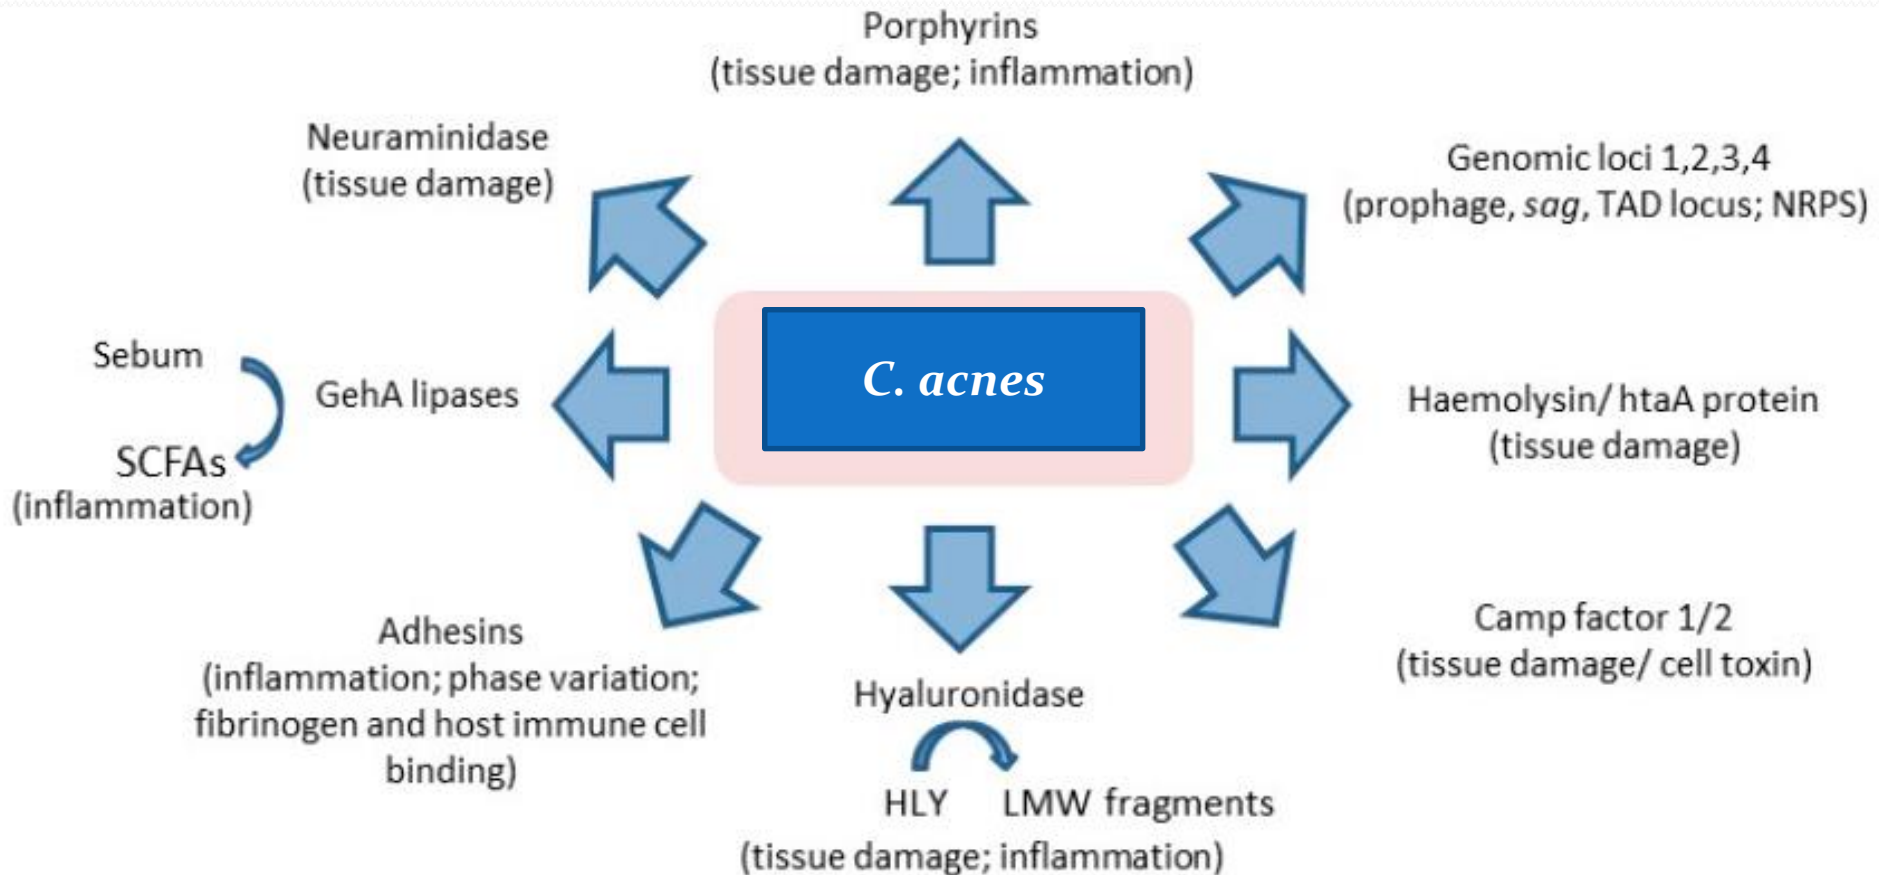 Porphyrins
(tissue damage; inflammation)
Neuraminidase
(tissue damage)
Genomic loci 1,2,3,4
(prophage, sag, TAD locus; NRPS)
C. acnes
Sebum
GehA lipases
SCFAs
(inflammation)
Haemolysin/ htaA protein
(tissue damage)
Adhesins
(inflammation; phase variation;
fibrinogen and host immune cell
binding)
Hyaluronidase
HLY LMW fragments
(tissue damage; inflammation)
Camp factor 1/2
(tissue damage/ cell toxin)